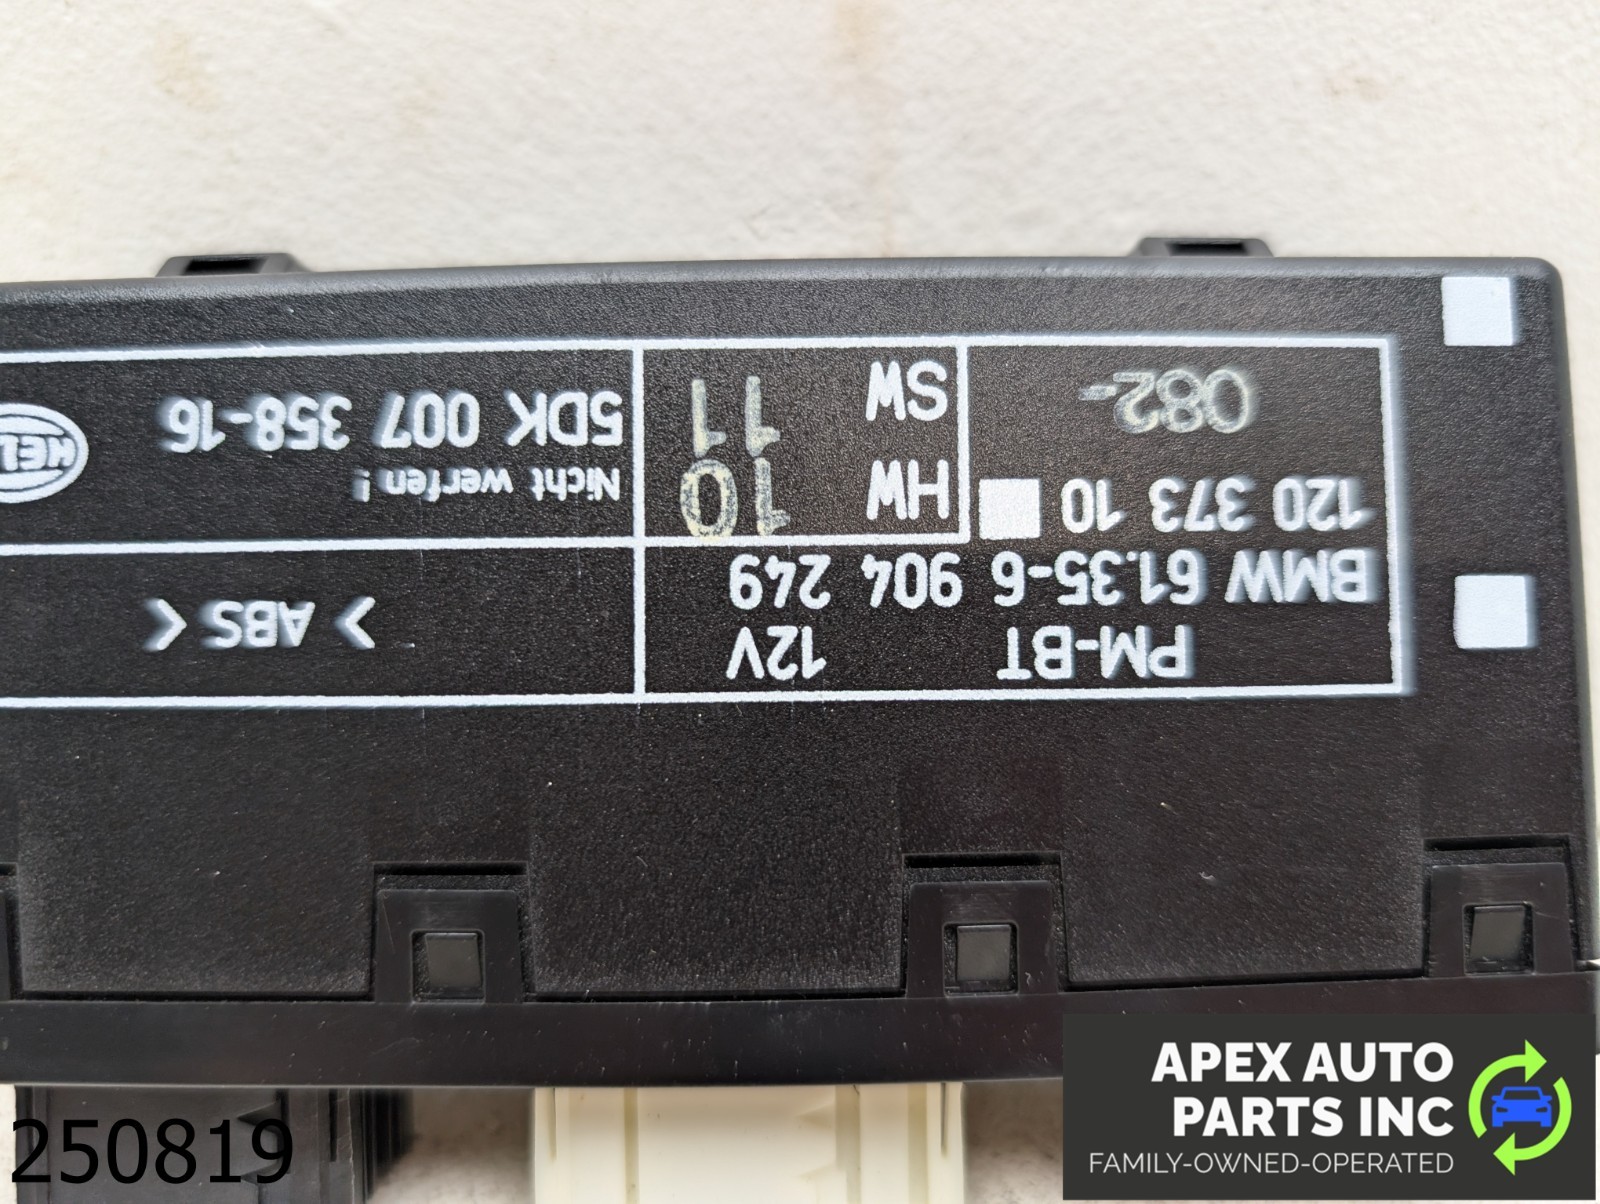 PM-BT 12V
BMW 61.35-6 904 249
120 373 10
HW 10
082-
SW 11
> ABS <
Nicht werfen!
5DK 007 358-16
250819
APEX AUTO
PARTS INC
FAMILY-OWNED-OPERATED